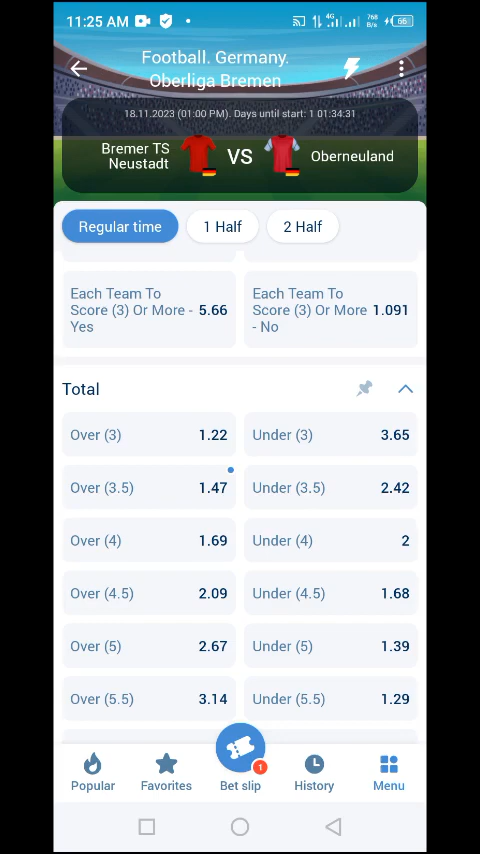 11:25 AM
4G
768 B/s
66
Football. Germany.
Oberliga Bremen
18.11.2023 (01:00 PM). Days until start: 1 01:34:31
Bremer TS
Neustadt
VS
Oberneuland
Regular time
1 Half
2 Half
Each Team To
Score (3) Or More -
Yes
5.66
Each Team To
Score (3) Or More
- No
1.091
Total
Over (3) 1.22
Under (3) 3.65
Over (3.5) 1.47
Under (3.5) 2.42
Over (4) 1.69
Under (4) 2
Over (4.5) 2.09
Under (4.5) 1.68
Over (5) 2.67
Under (5) 1.39
Over (5.5) 3.14
Under (5.5) 1.29
1
Popular
Favorites
Bet slip
History
Menu